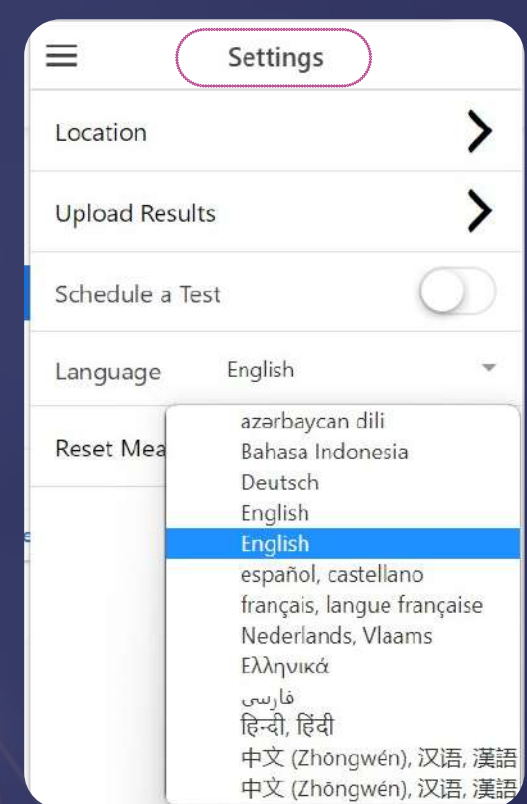 Settings
Location
Upload Results
Schedule a Test
Language English
Reset Mea
azərbaycan dili
Bahasa Indonesia
Deutsch
English
English
español, castellano
français, langue française
Nederlands, Vlaams
Ελληνικά
فارسی
हिन्दी, हिंदी
中文 (Zhōngwén), 汉语, 漢語
中文 (Zhōngwén), 汉语, 漢語